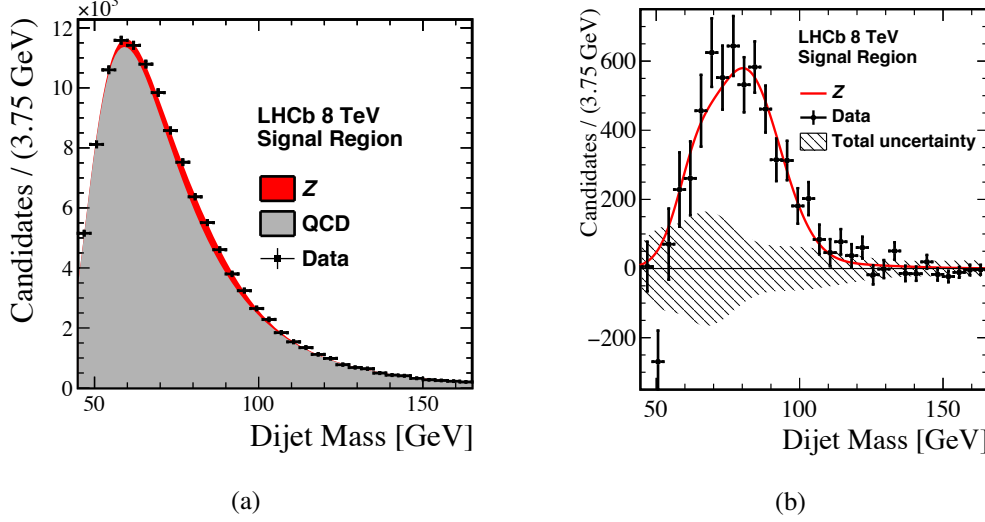 ×10³
12
10
8
6
4
2
0
50
100
150
Candidates / (3.75 GeV)
Dijet Mass [GeV]
LHCb 8 TeV
Signal Region
Z
QCD
Data
(a)
600
400
200
0
−200
50
100
150
Candidates / (3.75 GeV)
Dijet Mass [GeV]
LHCb 8 TeV
Signal Region
Z
Data
Total uncertainty
(b)